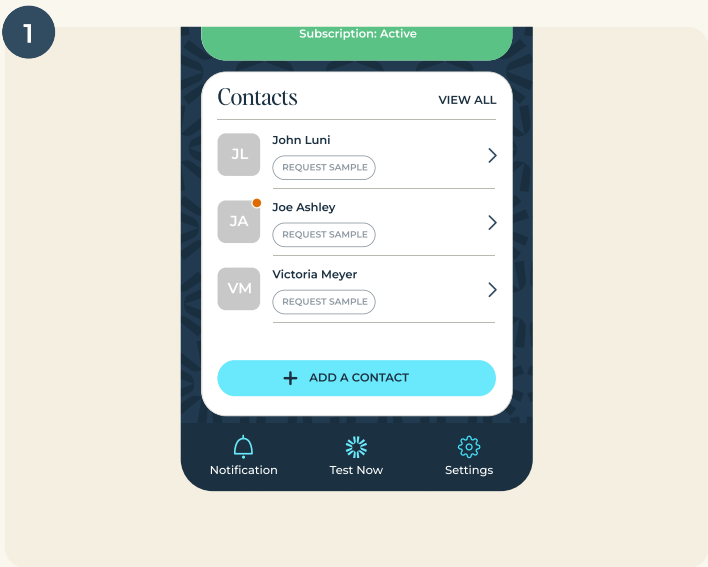 1
Subscription: Active
Contacts
VIEW ALL
JL
John Luni
REQUEST SAMPLE
JA
Joe Ashley
REQUEST SAMPLE
VM
Victoria Meyer
REQUEST SAMPLE
+ ADD A CONTACT
Notification
Test Now
Settings